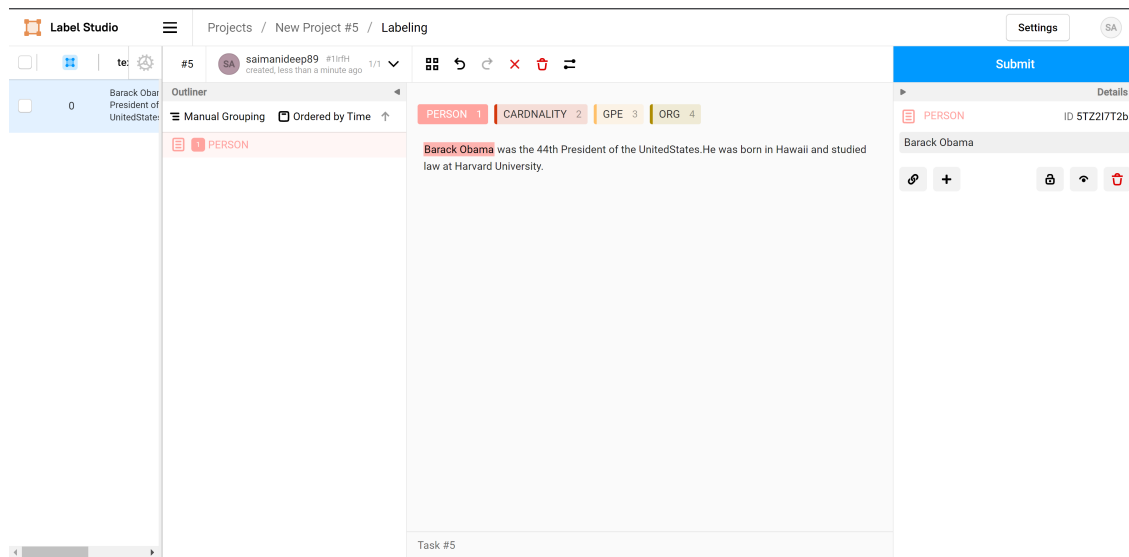 Label Studio
Projects / New Project #5 / Labeling
Settings
SA
te
#5
SA
saimanideep89 #1IrfH
created, less than a minute ago
1/1
Submit
0
Barack Obar
President of
UnitedState
Outliner
Manual Grouping
Ordered by Time
1 PERSON
PERSON 1
CARDNALITY 2
GPE 3
ORG 4
Barack Obama was the 44th President of the UnitedStates.He was born in Hawaii and studied
law at Harvard University.
Task #5
Details
PERSON
ID 5TZ2I7T2b
Barack Obama